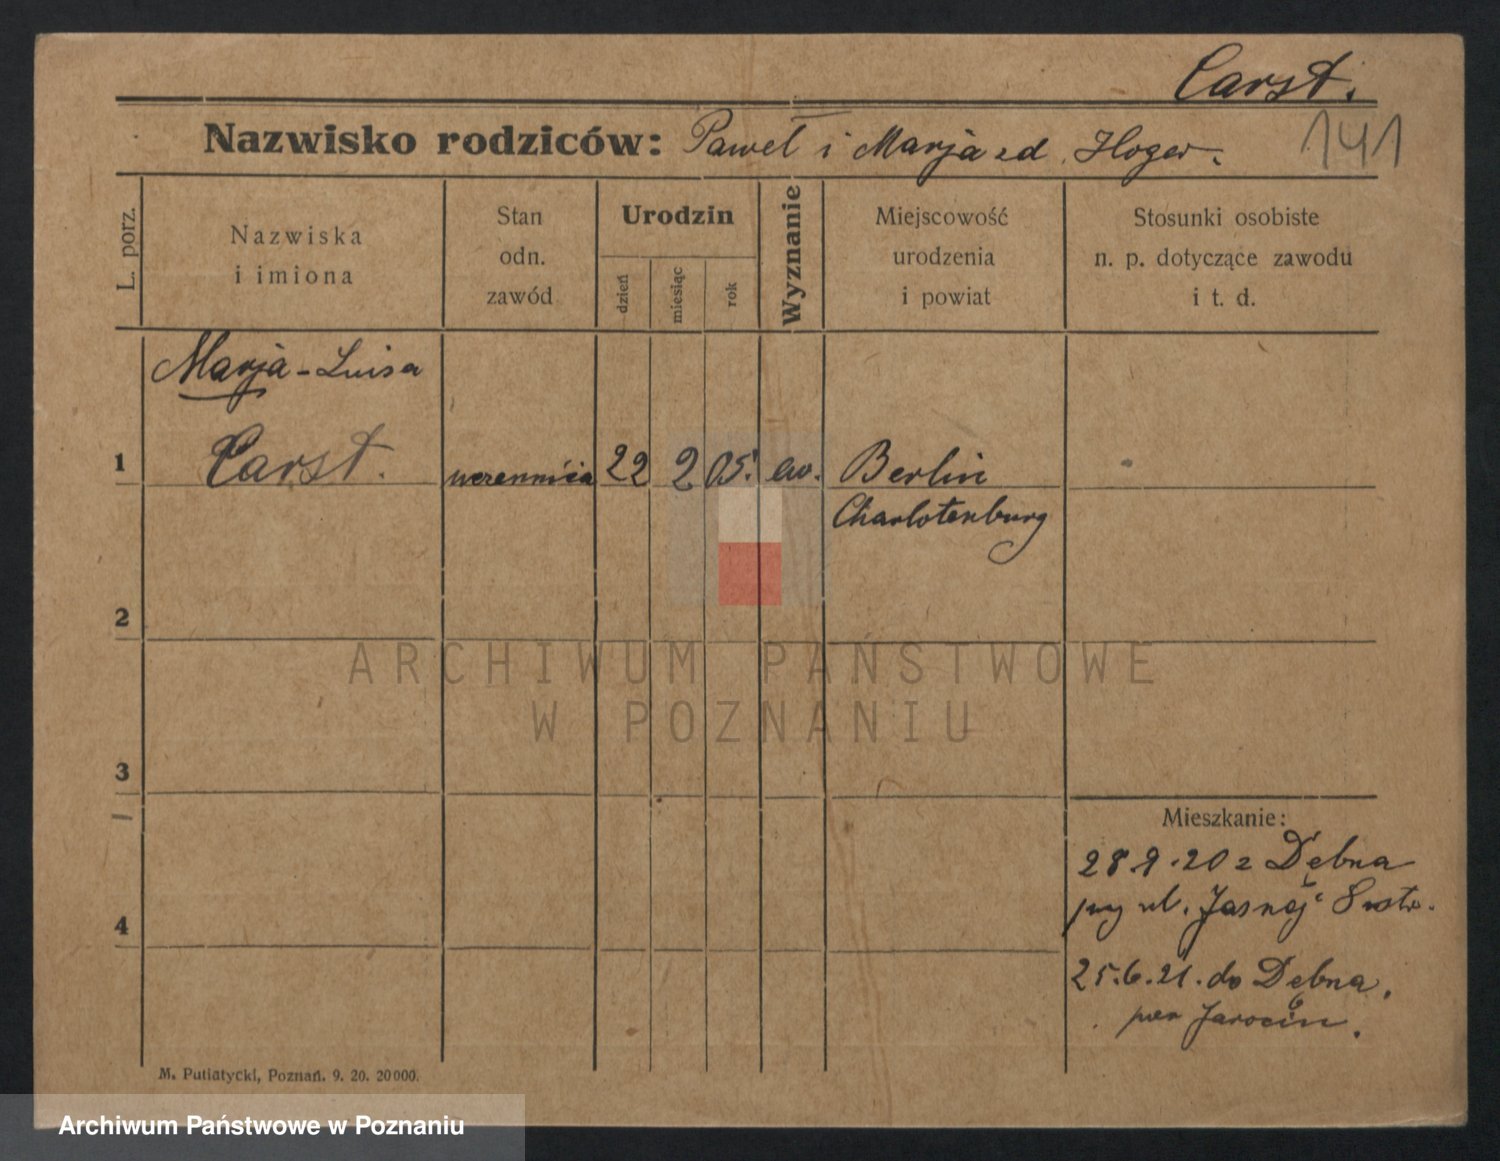 Carst.
Nazwisko rodziców: Paweł i Marja zd. Hoger.
141
L. porz.
Nazwiska
i imiona
Stan
odn.
zawód
Urodzin
dzień
miesiąc
rok
Wyznanie
Miejscowość
urodzenia
i powiat
Stosunki osobiste
n. p. dotyczące zawodu
i t. d.
Marja-Luisa
1 Carst. uczennica 22 2 05. ew. Berlin
Charlotenburg
2
ARCHIWUM PAŃSTWOWE
W POZNANIU
3
Mieszkanie:
28.9.20 z Dębna
przy ul. Jasnej 8
4
25.6.21. do Dębna,
Jarocin.
M. Putiatycki, Poznań. 9. 20. 20000.
Archiwum Państwowe w Poznaniu